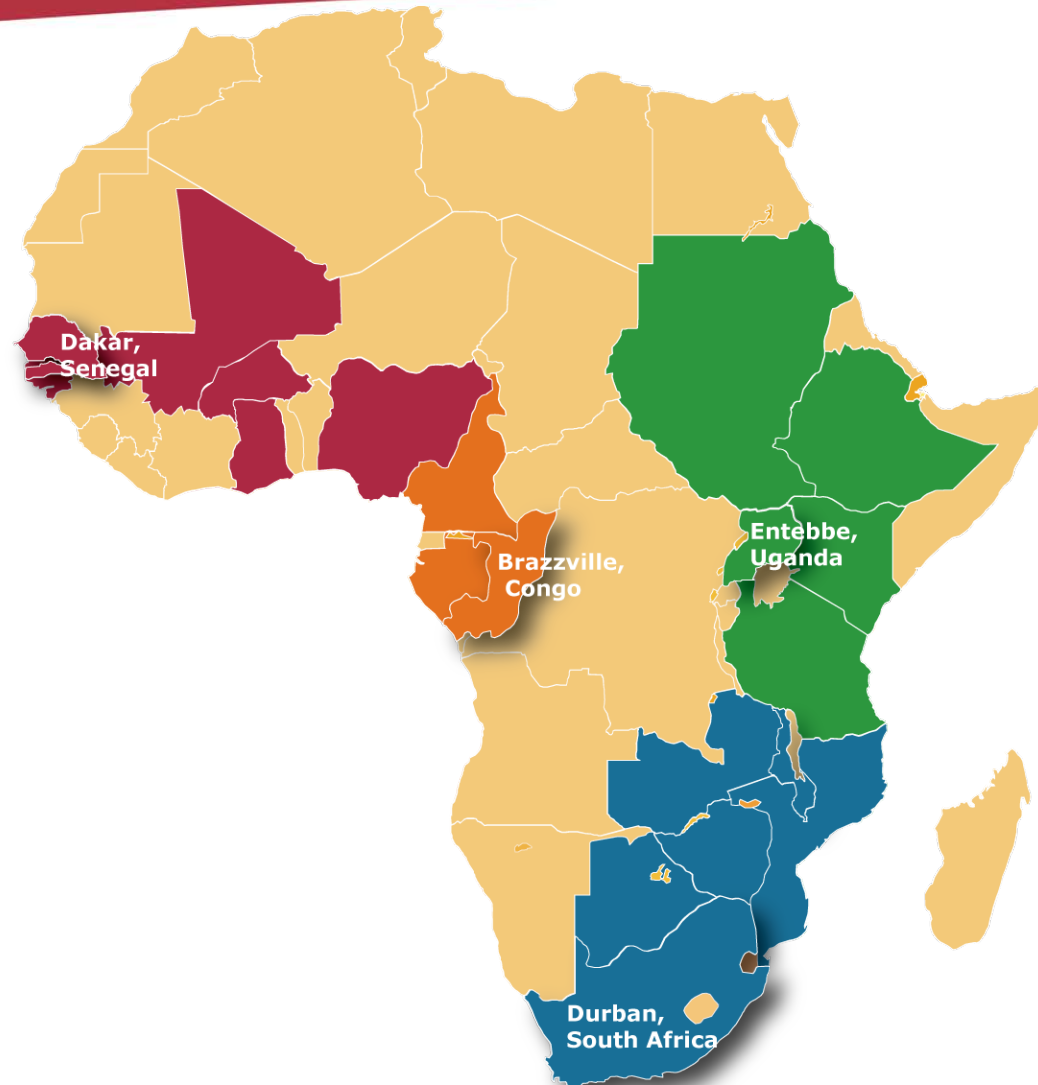 Dakar,
Senegal
Entebbe,
Uganda
Brazzville,
Congo
Durban,
South Africa